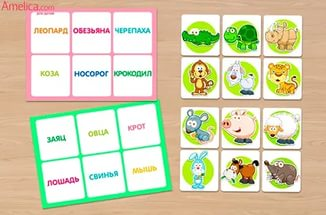 Amelica.com
ЛЕОПАРД ОБЕЗЬЯНА ЧЕРЕПАХА
КОЗА НОСОРОГ КРОКОДИЛ
ЗАЯЦ ОВЦА КРОТ
ЛОШАДЬ СВИНЬЯ МЫШЬ